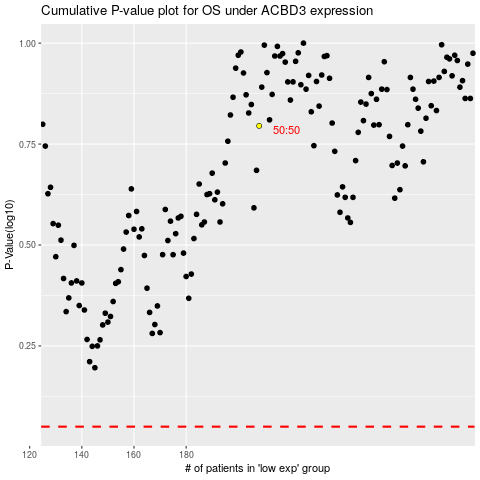 Cumulative P-value plot for OS under ACBD3 expression
P-Value(log10)
1.00
0.75
0.50
0.25
50:50
120 140 160 180
# of patients in 'low exp' group